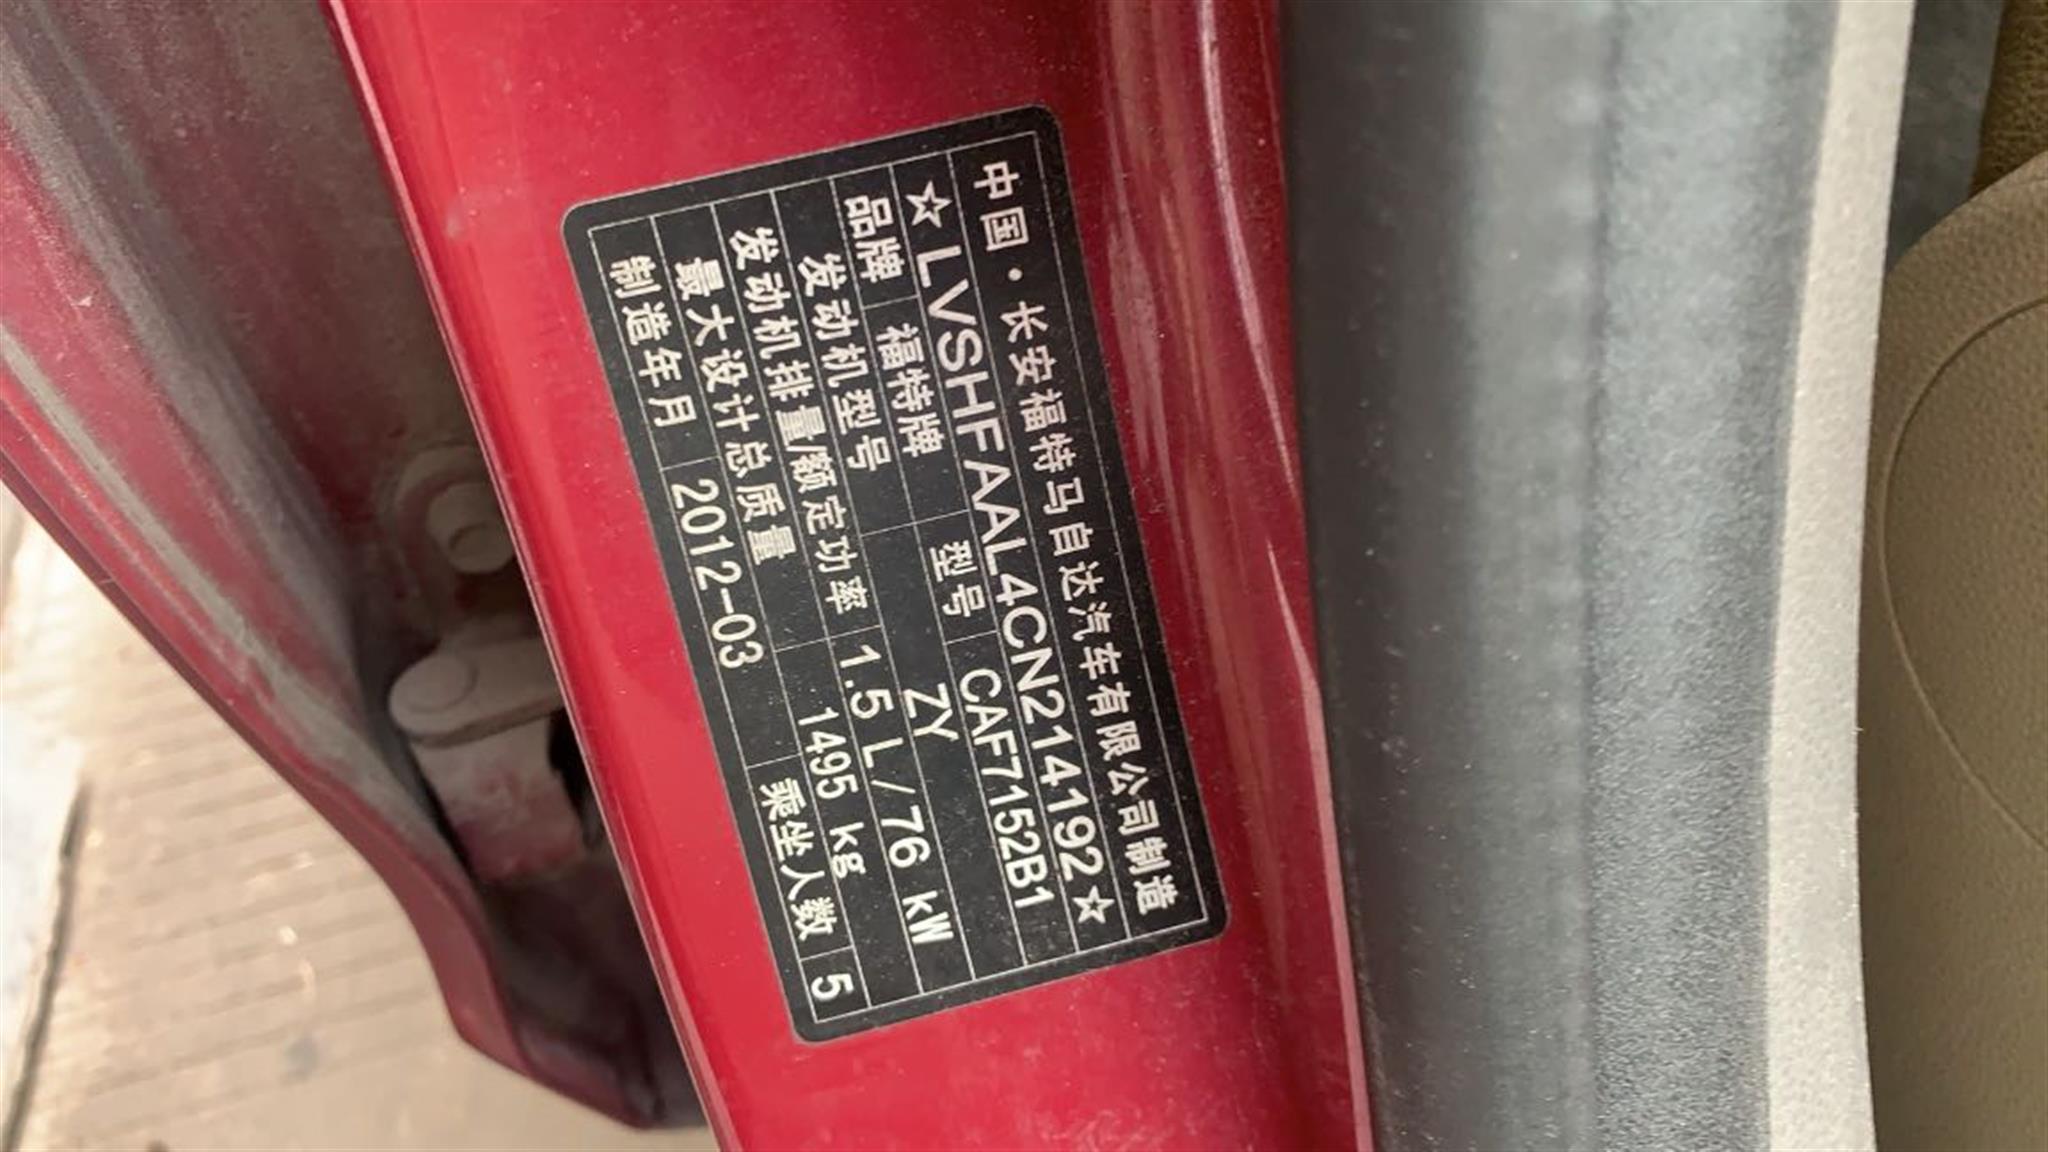 中国·长安福特马自达汽车有限公司制造
☆LVSHFAAL4CN214192☆
品牌 福特牌 型号 CAF7152B1
发动机型号 ZY
发动机排量/额定功率 1.5 L/76 kW
最大设计总质量 1495 kg
制造年月 2012-03 乘坐人数 5